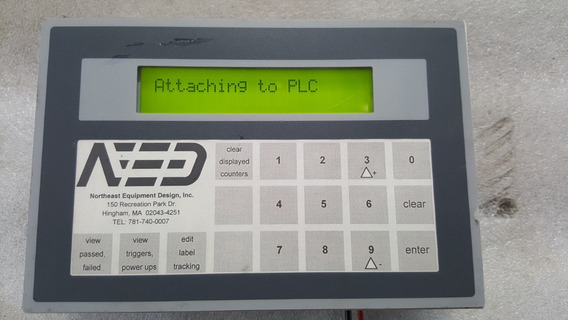 Attaching to PLC
NED
Northeast Equipment Design, Inc.
150 Recreation Park Dr.
Hingham, MA 02043-4251
TEL: 781-740-0007
clear
displayed
counters
1
2
3
+
0
4
5
6
clear
7
8
9
-
enter
view
passed,
failed
view
triggers,
power ups
edit
label
tracking